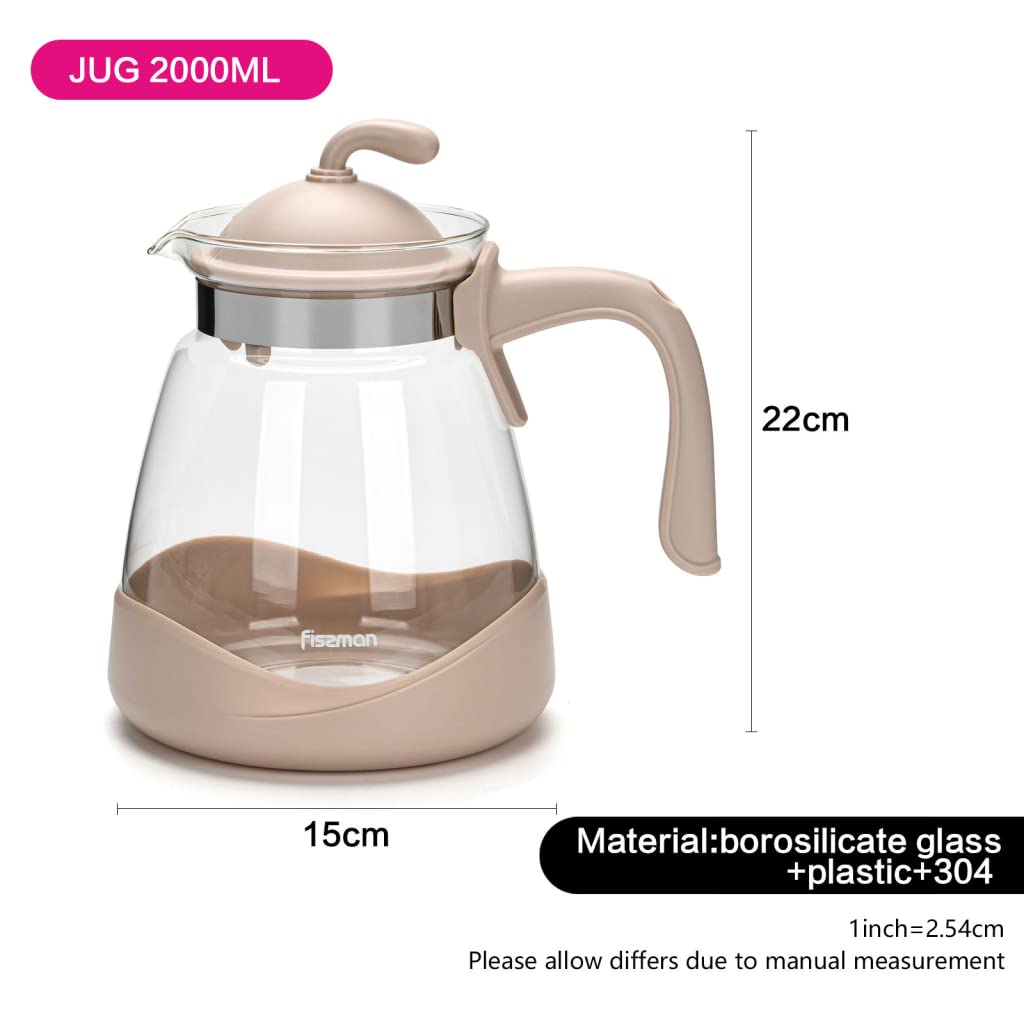 JUG 2000ML
22cm
fissman
15cm
Material:borosilicate glass
+plastic+304
1inch=2.54cm
Please allow differs due to manual measurement